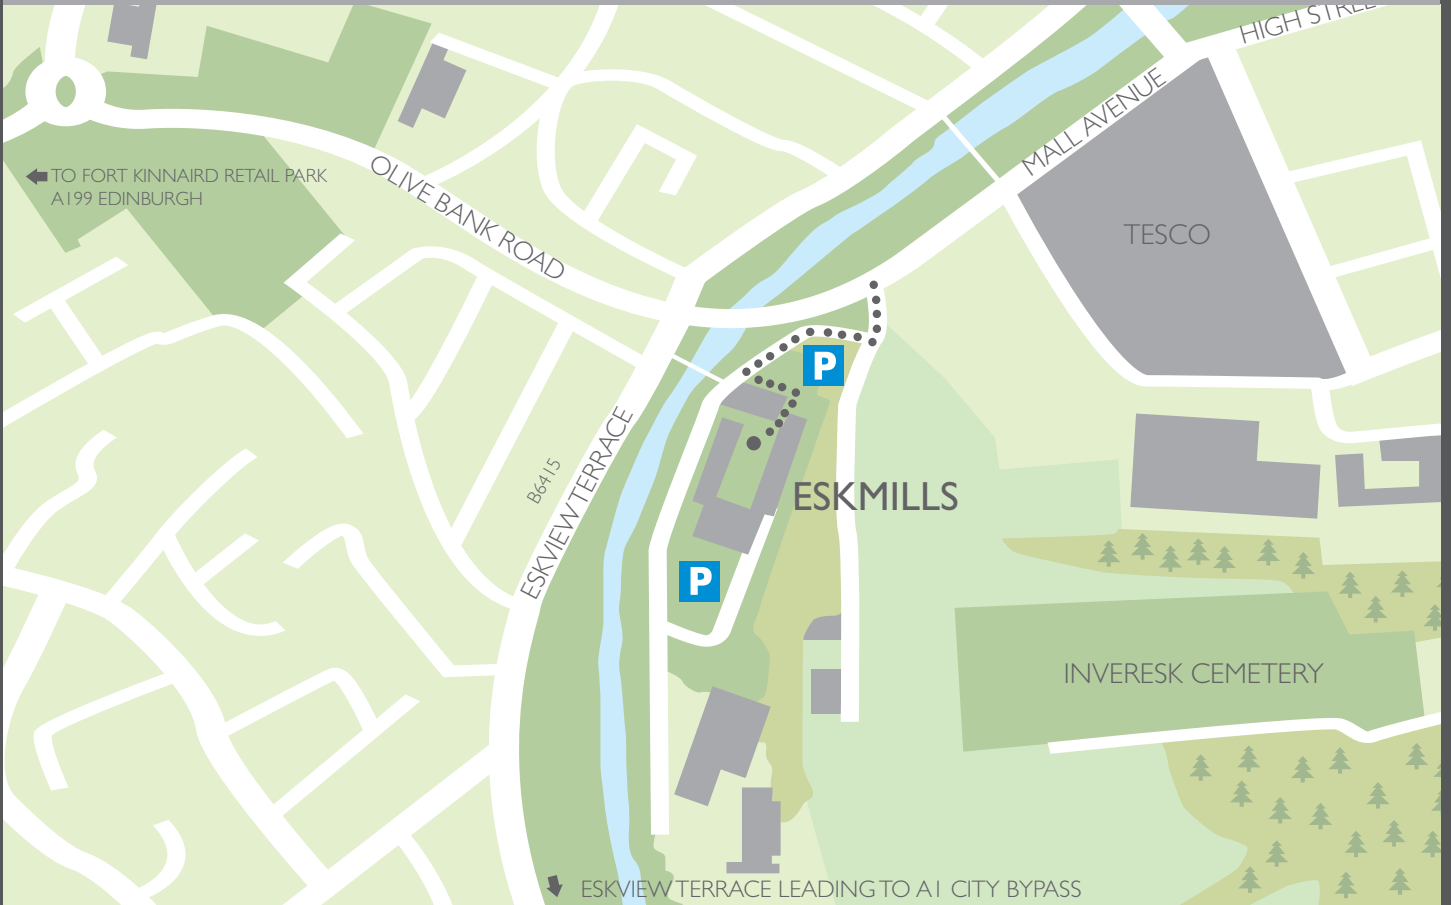 HIGH STREE
MALL AVENUE
OLIVE BANK ROAD
TO FORT KINNAIRD RETAIL PARK
A199 EDINBURGH
TESCO
P
ESKVIEW TERRACE
B6415
ESKMILLS
P
INVERESK CEMETERY
ESKVIEW TERRACE LEADING TO A1 CITY BYPASS